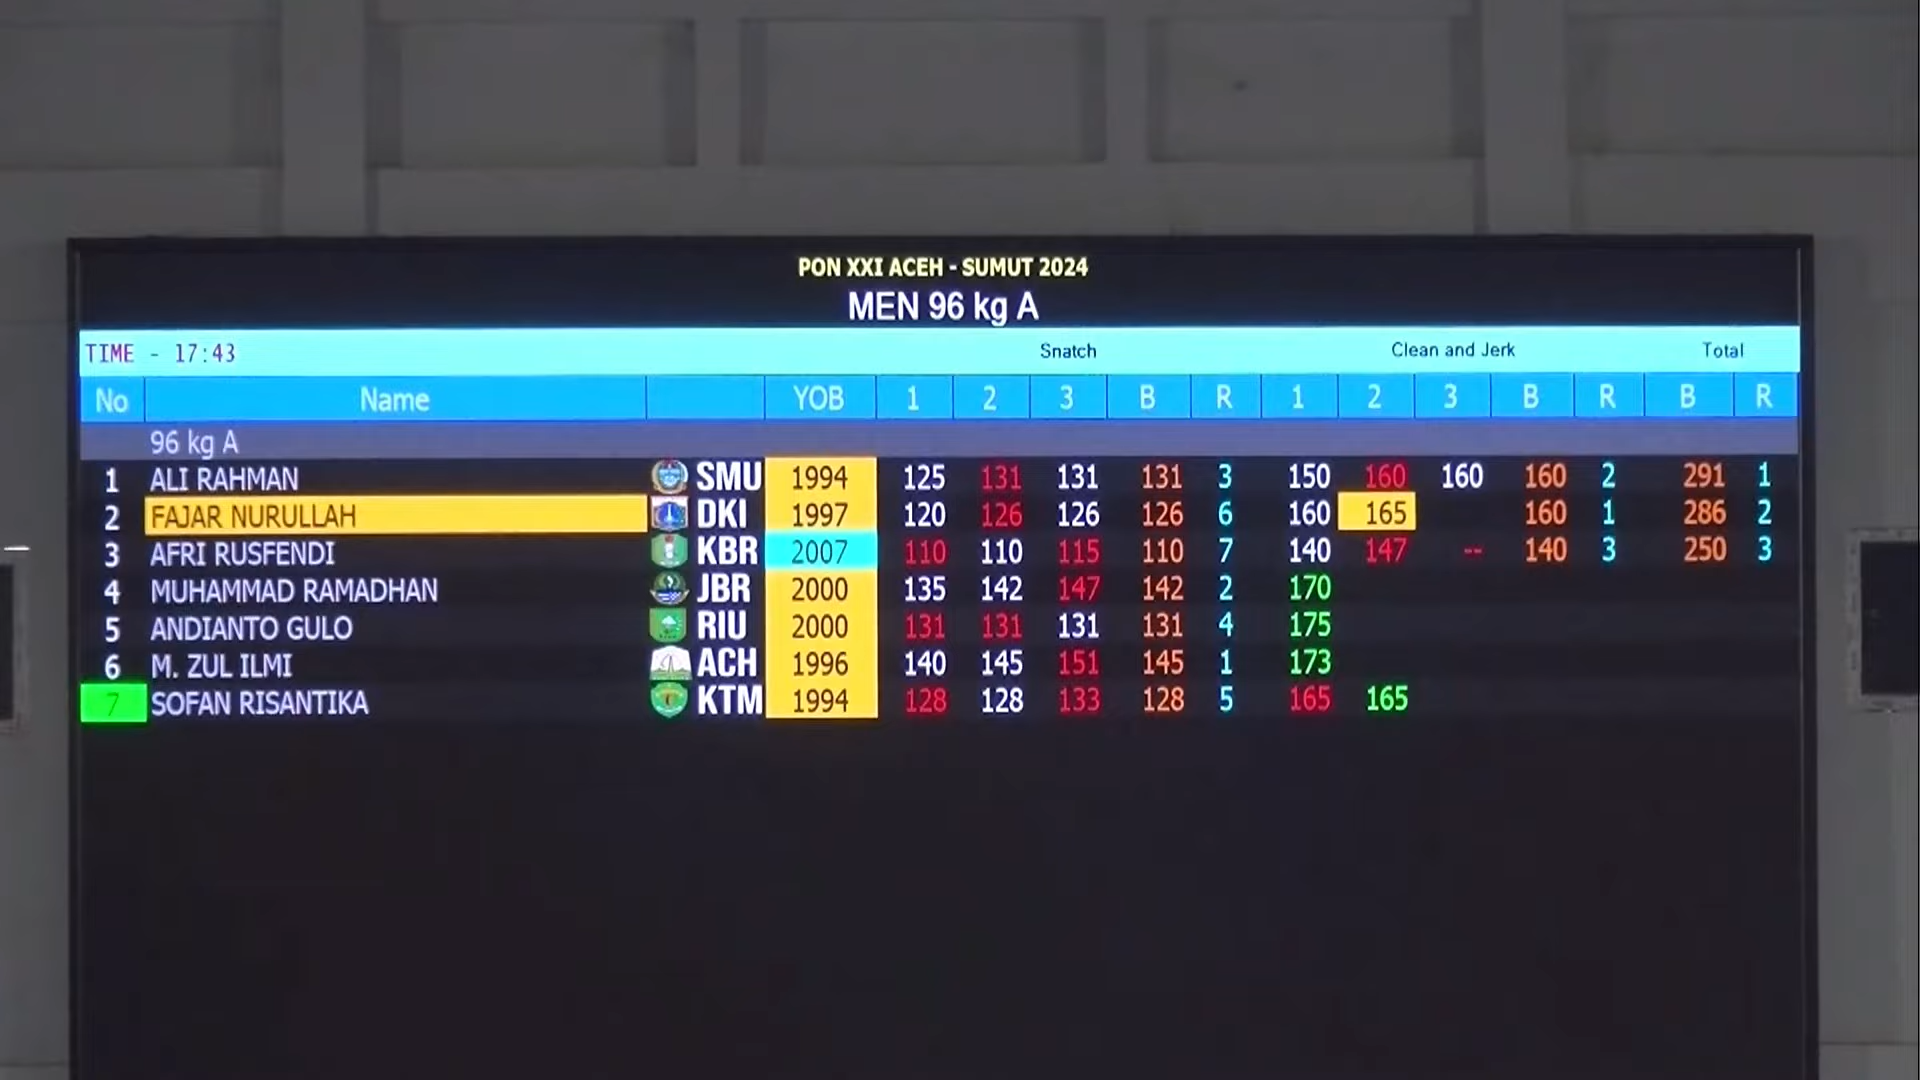 PON XXI ACEH - SUMUT 2024
MEN 96 kg A
TIME - 17:43 Snatch Clean and Jerk Total
No Name YOB 1 2 3 B R 1 2 3 B R B R
96 kg A
1 ALI RAHMAN SMU 1994 125 131 131 131 3 150 160 160 160 2 291 1
2 FAJAR NURULLAH DKI 1997 120 126 126 126 6 160 165 160 1 286 2
3 AFRI RUSFENDI KBR 2007 110 110 115 110 7 140 147 -- 140 3 250 3
4 MUHAMMAD RAMADHAN JBR 2000 135 142 147 142 2 170
5 ANDIANTO GULO RIU 2000 131 131 131 131 4 175
6 M. ZUL ILMI ACH 1996 140 145 151 145 1 173
7 SOFAN RISANTIKA KTM 1994 128 128 133 128 5 165 165